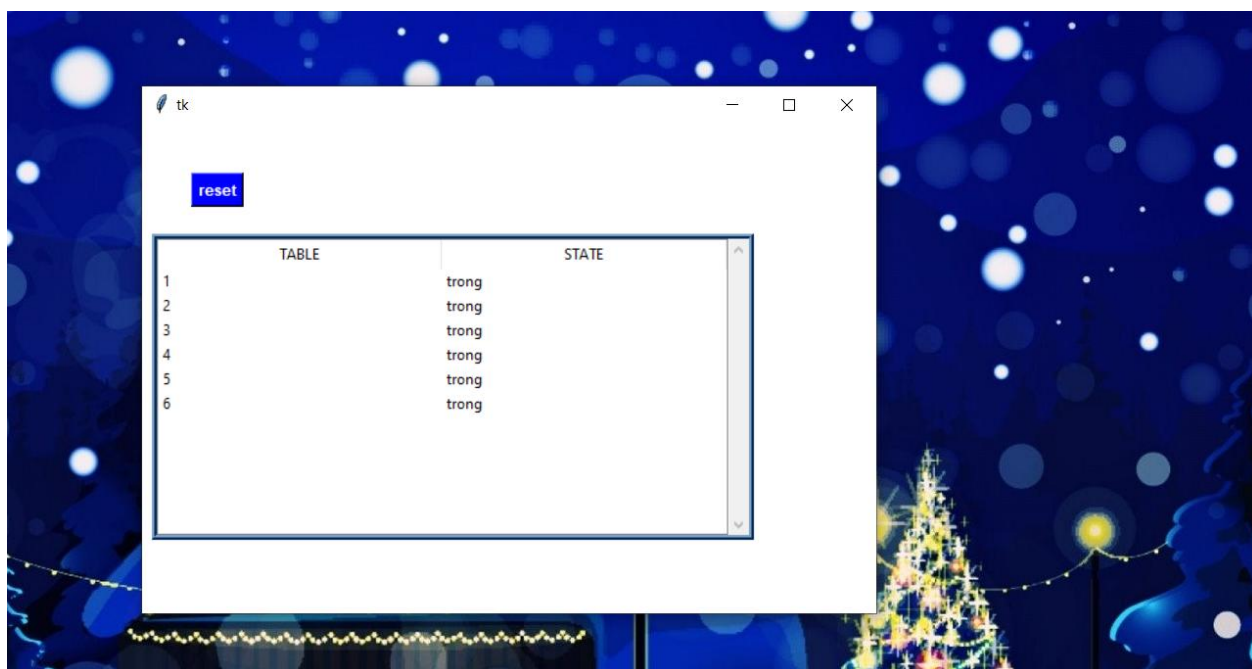 tk
reset
TABLE STATE
1 trong
2 trong
3 trong
4 trong
5 trong
6 trong